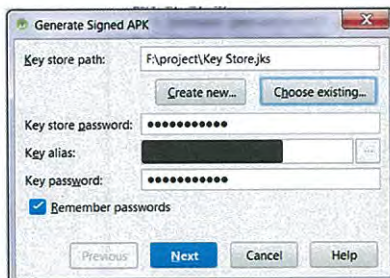 Generate Signed APK
Key store path: F:\project\Key Store.jks
Create new... Choose existing...
Key store password: ●●●●●●●●●●●
Key alias:
Key password: ●●●●●●●●●●●
Remember passwords
Previous Next Cancel Help